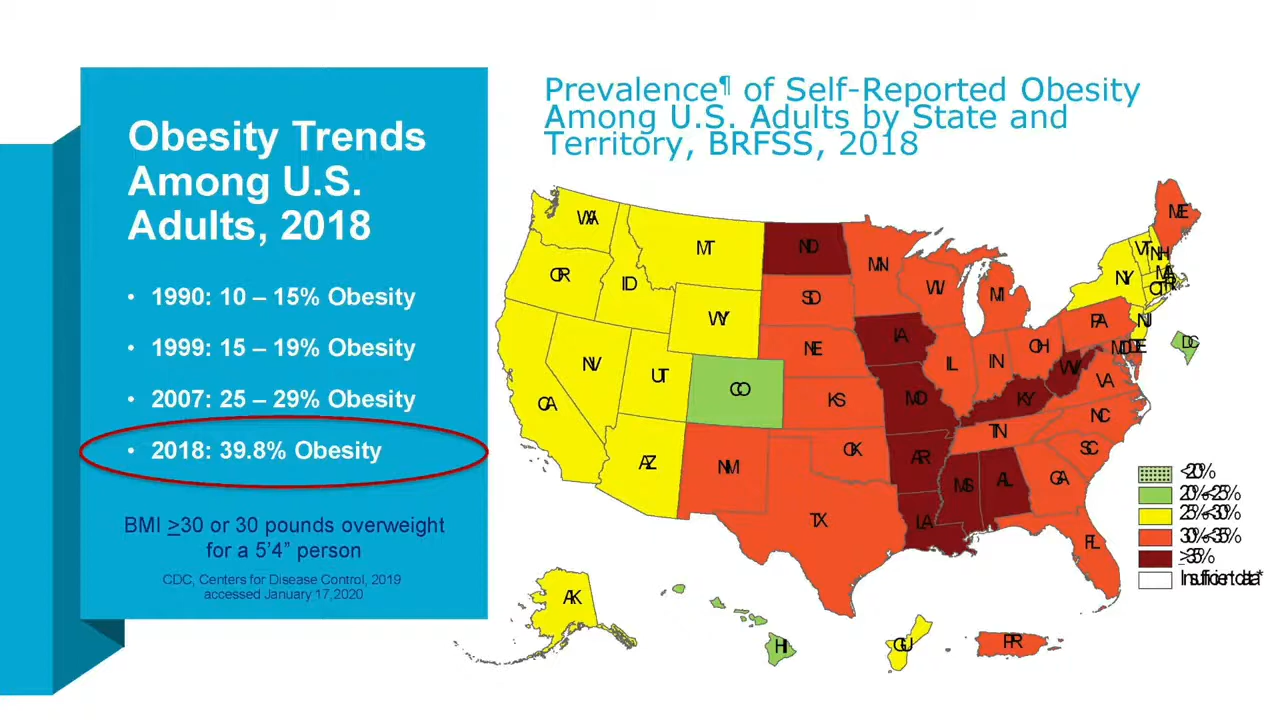 Obesity Trends
Among U.S.
Adults, 2018
• 1990: 10 – 15% Obesity
• 1999: 15 – 19% Obesity
• 2007: 25 – 29% Obesity
• 2018: 39.8% Obesity
BMI ≥30 or 30 pounds overweight
for a 5’4” person
CDC, Centers for Disease Control, 2019
accessed January 17,2020
Prevalence¶ of Self-Reported Obesity
Among U.S. Adults by State and
Territory, BRFSS, 2018
WA
MT
ND
MN
ME
OR
ID
SD
WI
MI
VT
NH
NY
MA
CT
RI
WY
NE
IA
PA
NJ
NV
UT
CO
IL
IN
OH
MD
DE
DC
CA
KS
MO
KY
WV
VA
AZ
NM
OK
AR
TN
NC
SC
TX
LA
MS
AL
GA
FL
AK
HI
GU
PR
<20%
20%-<25%
25%-<30%
30%-<35%
≥35%
Insufficient data*